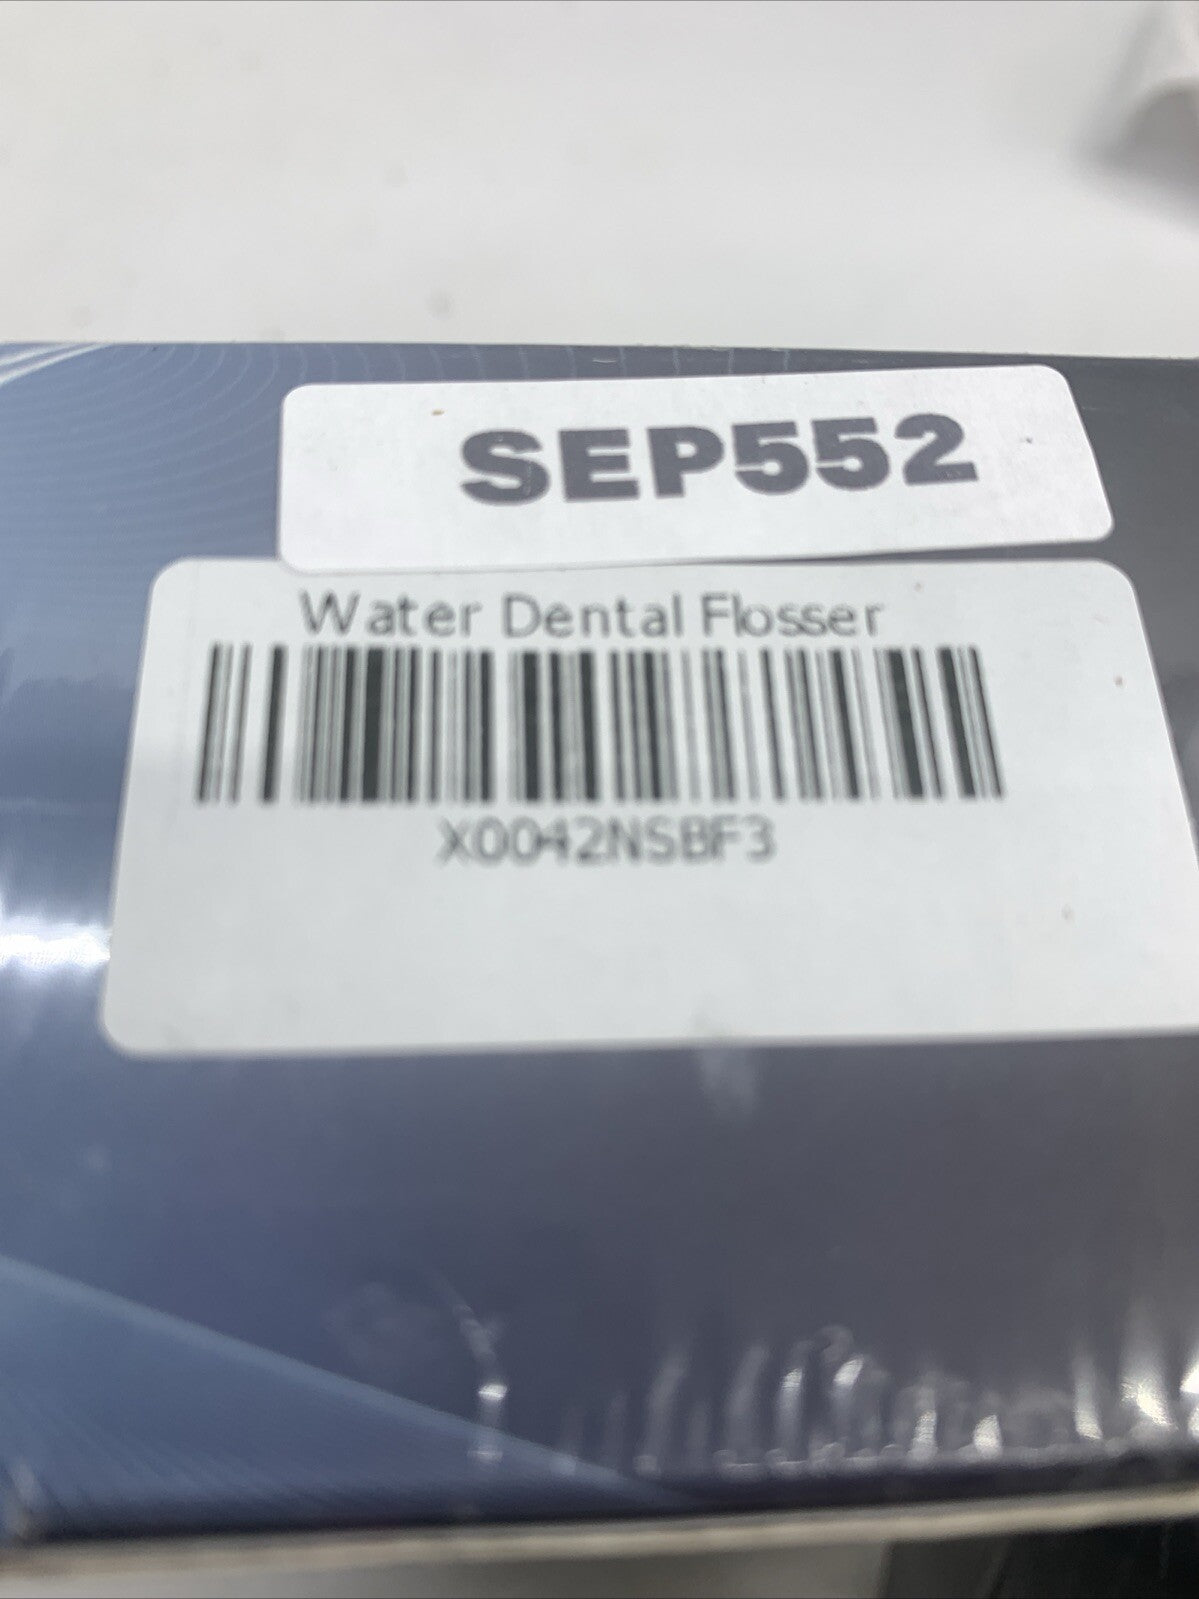 SEP552
Water Dental Flosser
X0042NSBF3